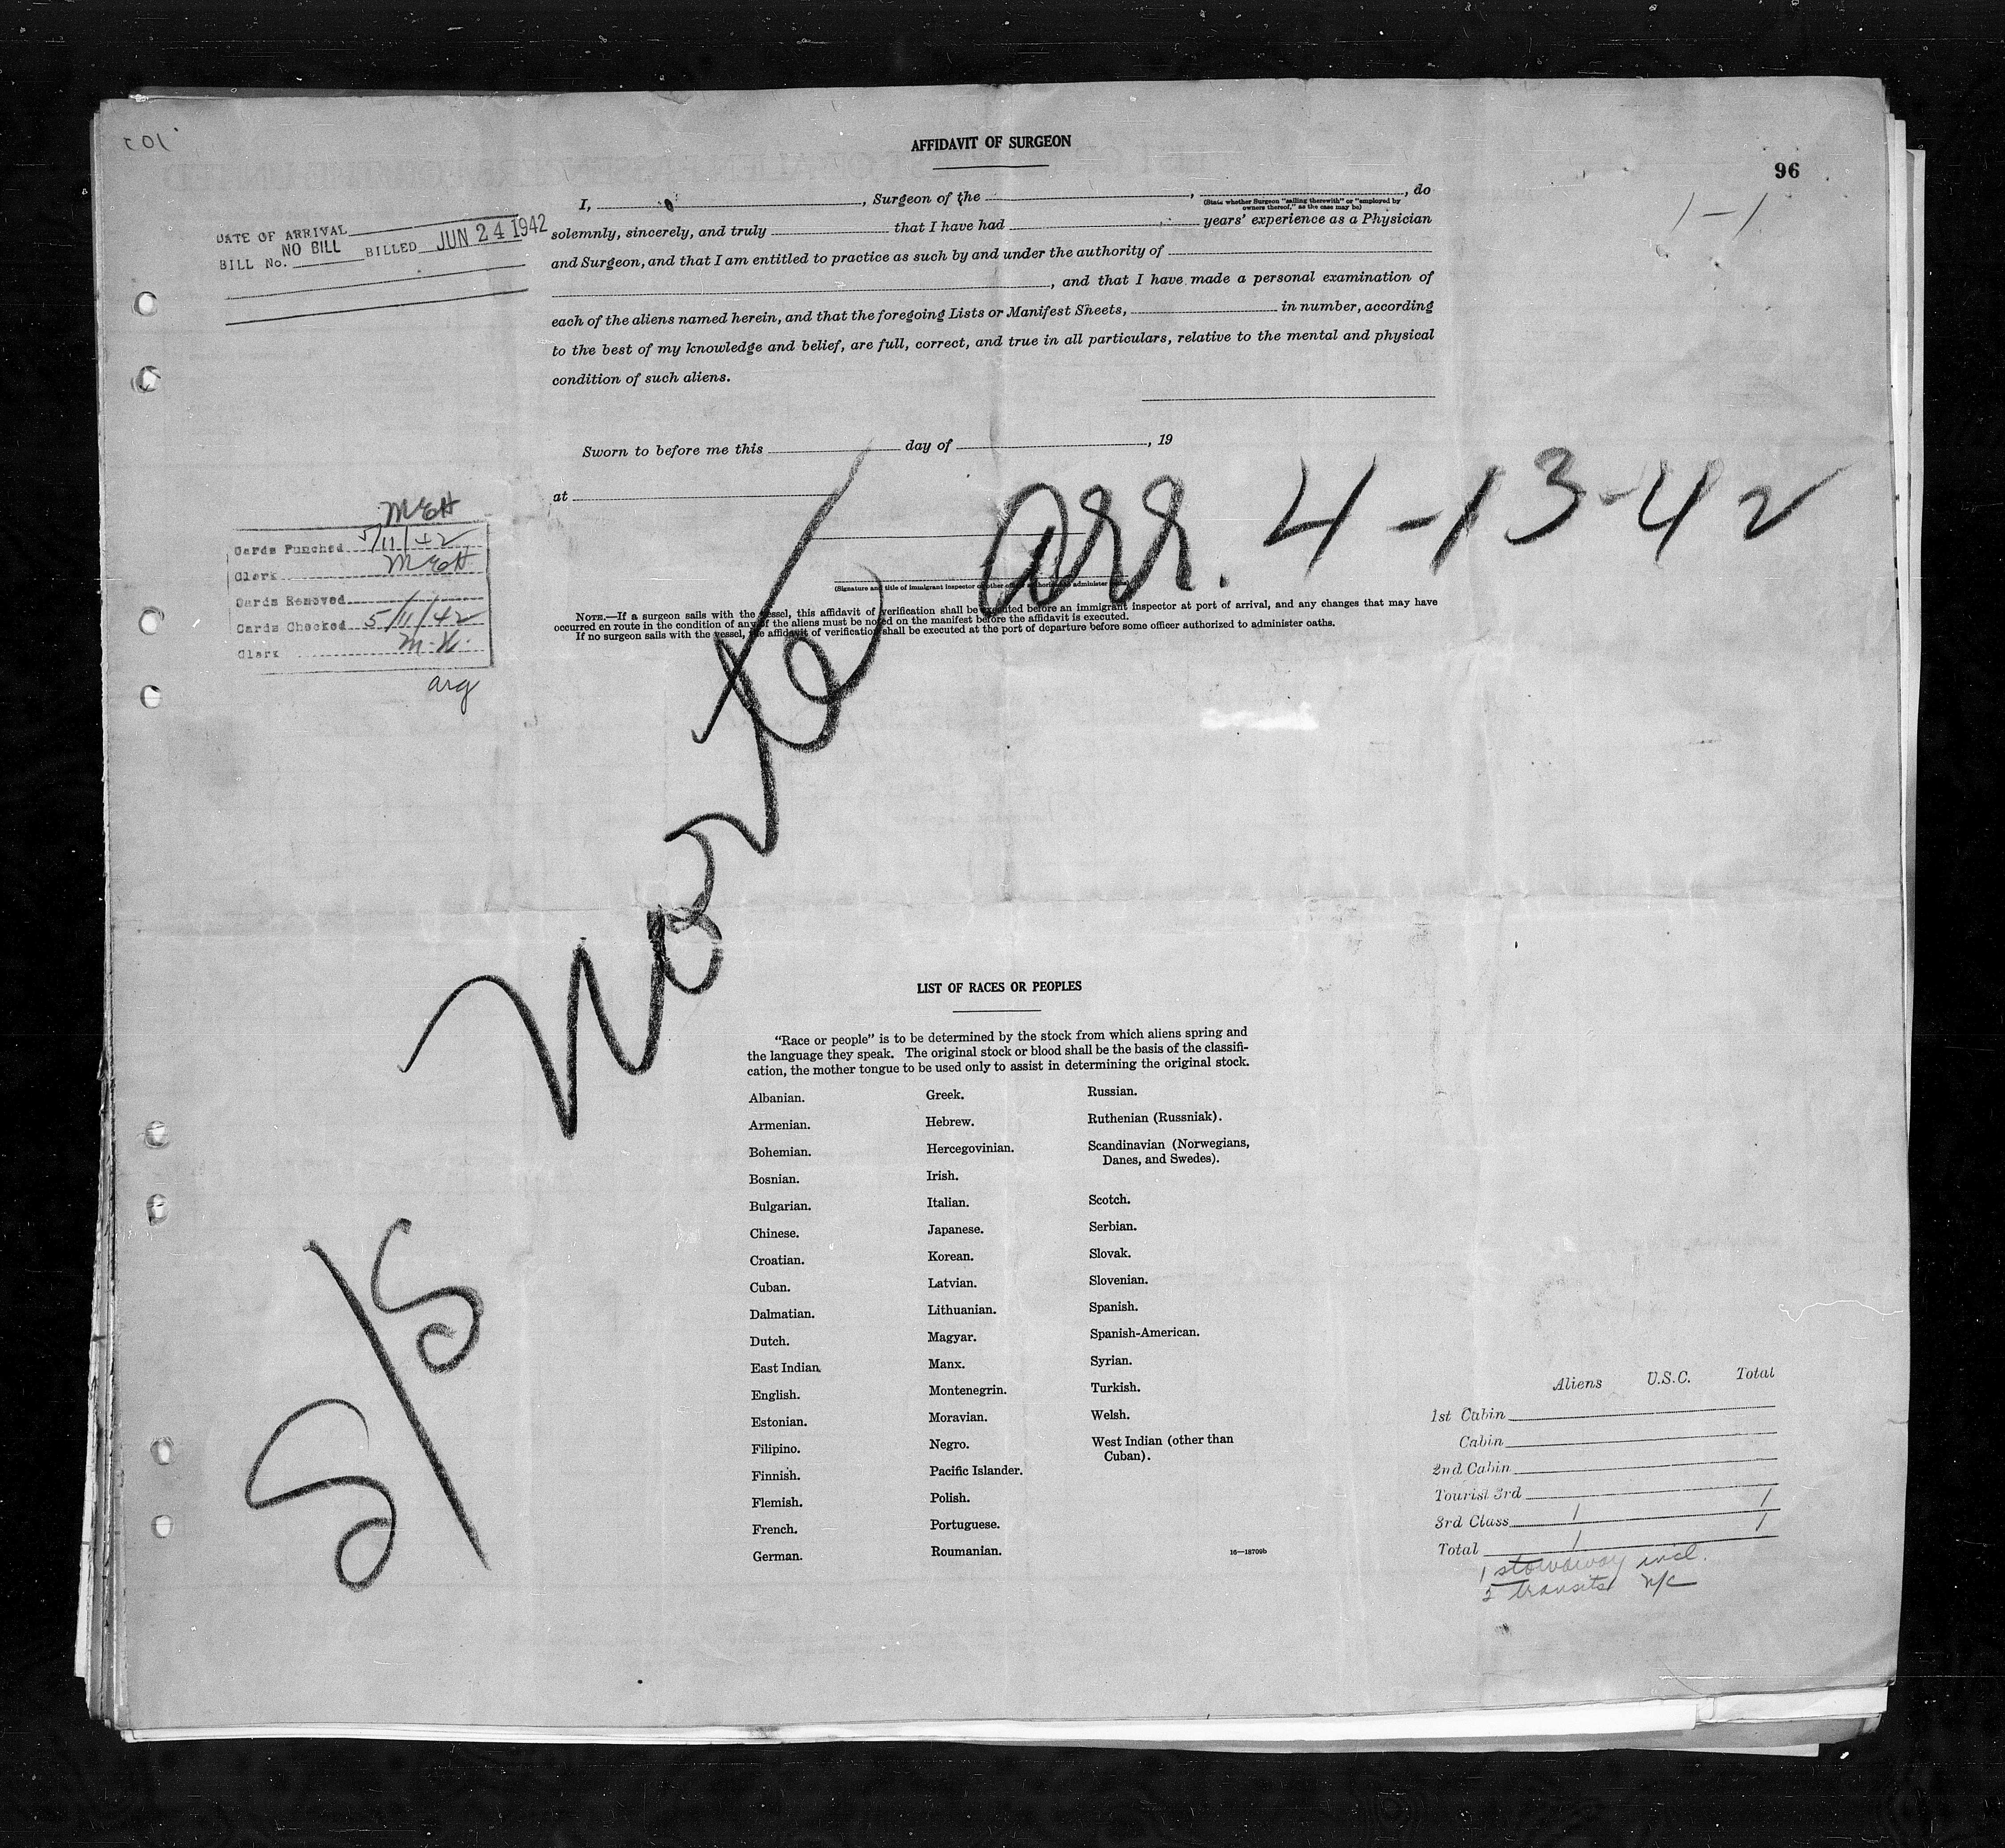 AFFIDAVIT OF SURGEON
96
1-1
I, , Surgeon of the , , do
(State whether Surgeon "sailing therewith" or "employed by
owners thereof," as the case may be)
solemnly, sincerely, and truly that I have had years' experience as a Physician
and Surgeon, and that I am entitled to practice as such by and under the authority of
, and that I have made a personal examination of
each of the aliens named herein, and that the foregoing Lists or Manifest Sheets, in number, according
to the best of my knowledge and belief, are full, correct, and true in all particulars, relative to the mental and physical
condition of such aliens.
DATE OF ARRIVAL
BILL No. NO BILL BILLED JUN 24 1942
Sworn to before me this day of , 19
at
arr. 4-13-42
(Signature and title of Immigrant Inspector or other officer authorized to administer oaths)
NOTE.—If a surgeon sails with the vessel, this affidavit of verification shall be executed before an immigrant inspector at port of arrival, and any changes that may have
occurred en route in the condition of any of the aliens must be noted on the manifest before the affidavit is executed.
If no surgeon sails with the vessel, the affidavit of verification shall be executed at the port of departure before some officer authorized to administer oaths.
Cards Punched 5/11/42
Clerk
Cards Removed
Cards Checked 5/11/42
Clerk M.K.
arg
S/S Norte
LIST OF RACES OR PEOPLES
"Race or people" is to be determined by the stock from which aliens spring and
the language they speak. The original stock or blood shall be the basis of the classifi-
cation, the mother tongue to be used only to assist in determining the original stock.
Albanian.
Armenian.
Bohemian.
Bosnian.
Bulgarian.
Chinese.
Croatian.
Cuban.
Dalmatian.
Dutch.
East Indian
English.
Estonian.
Filipino.
Finnish.
Flemish.
French.
German.
Greek.
Hebrew.
Hercegovinian.
Irish.
Italian.
Japanese.
Korean.
Latvian.
Lithuanian.
Magyar.
Manx.
Montenegrin.
Moravian.
Negro.
Pacific Islander.
Polish.
Portuguese.
Roumanian.
Russian.
Ruthenian (Russniak).
Scandinavian (Norwegians,
Danes, and Swedes).
Scotch.
Serbian.
Slovak.
Slovenian.
Spanish.
Spanish-American.
Syrian.
Turkish.
Welsh.
West Indian (other than
Cuban).
16—18709b
Aliens U.S.C. Total
1st Cabin
Cabin
2nd Cabin
Tourist 3rd
3rd Class 1 1
Total 1 1
1 stowaway incl.
transits n/c